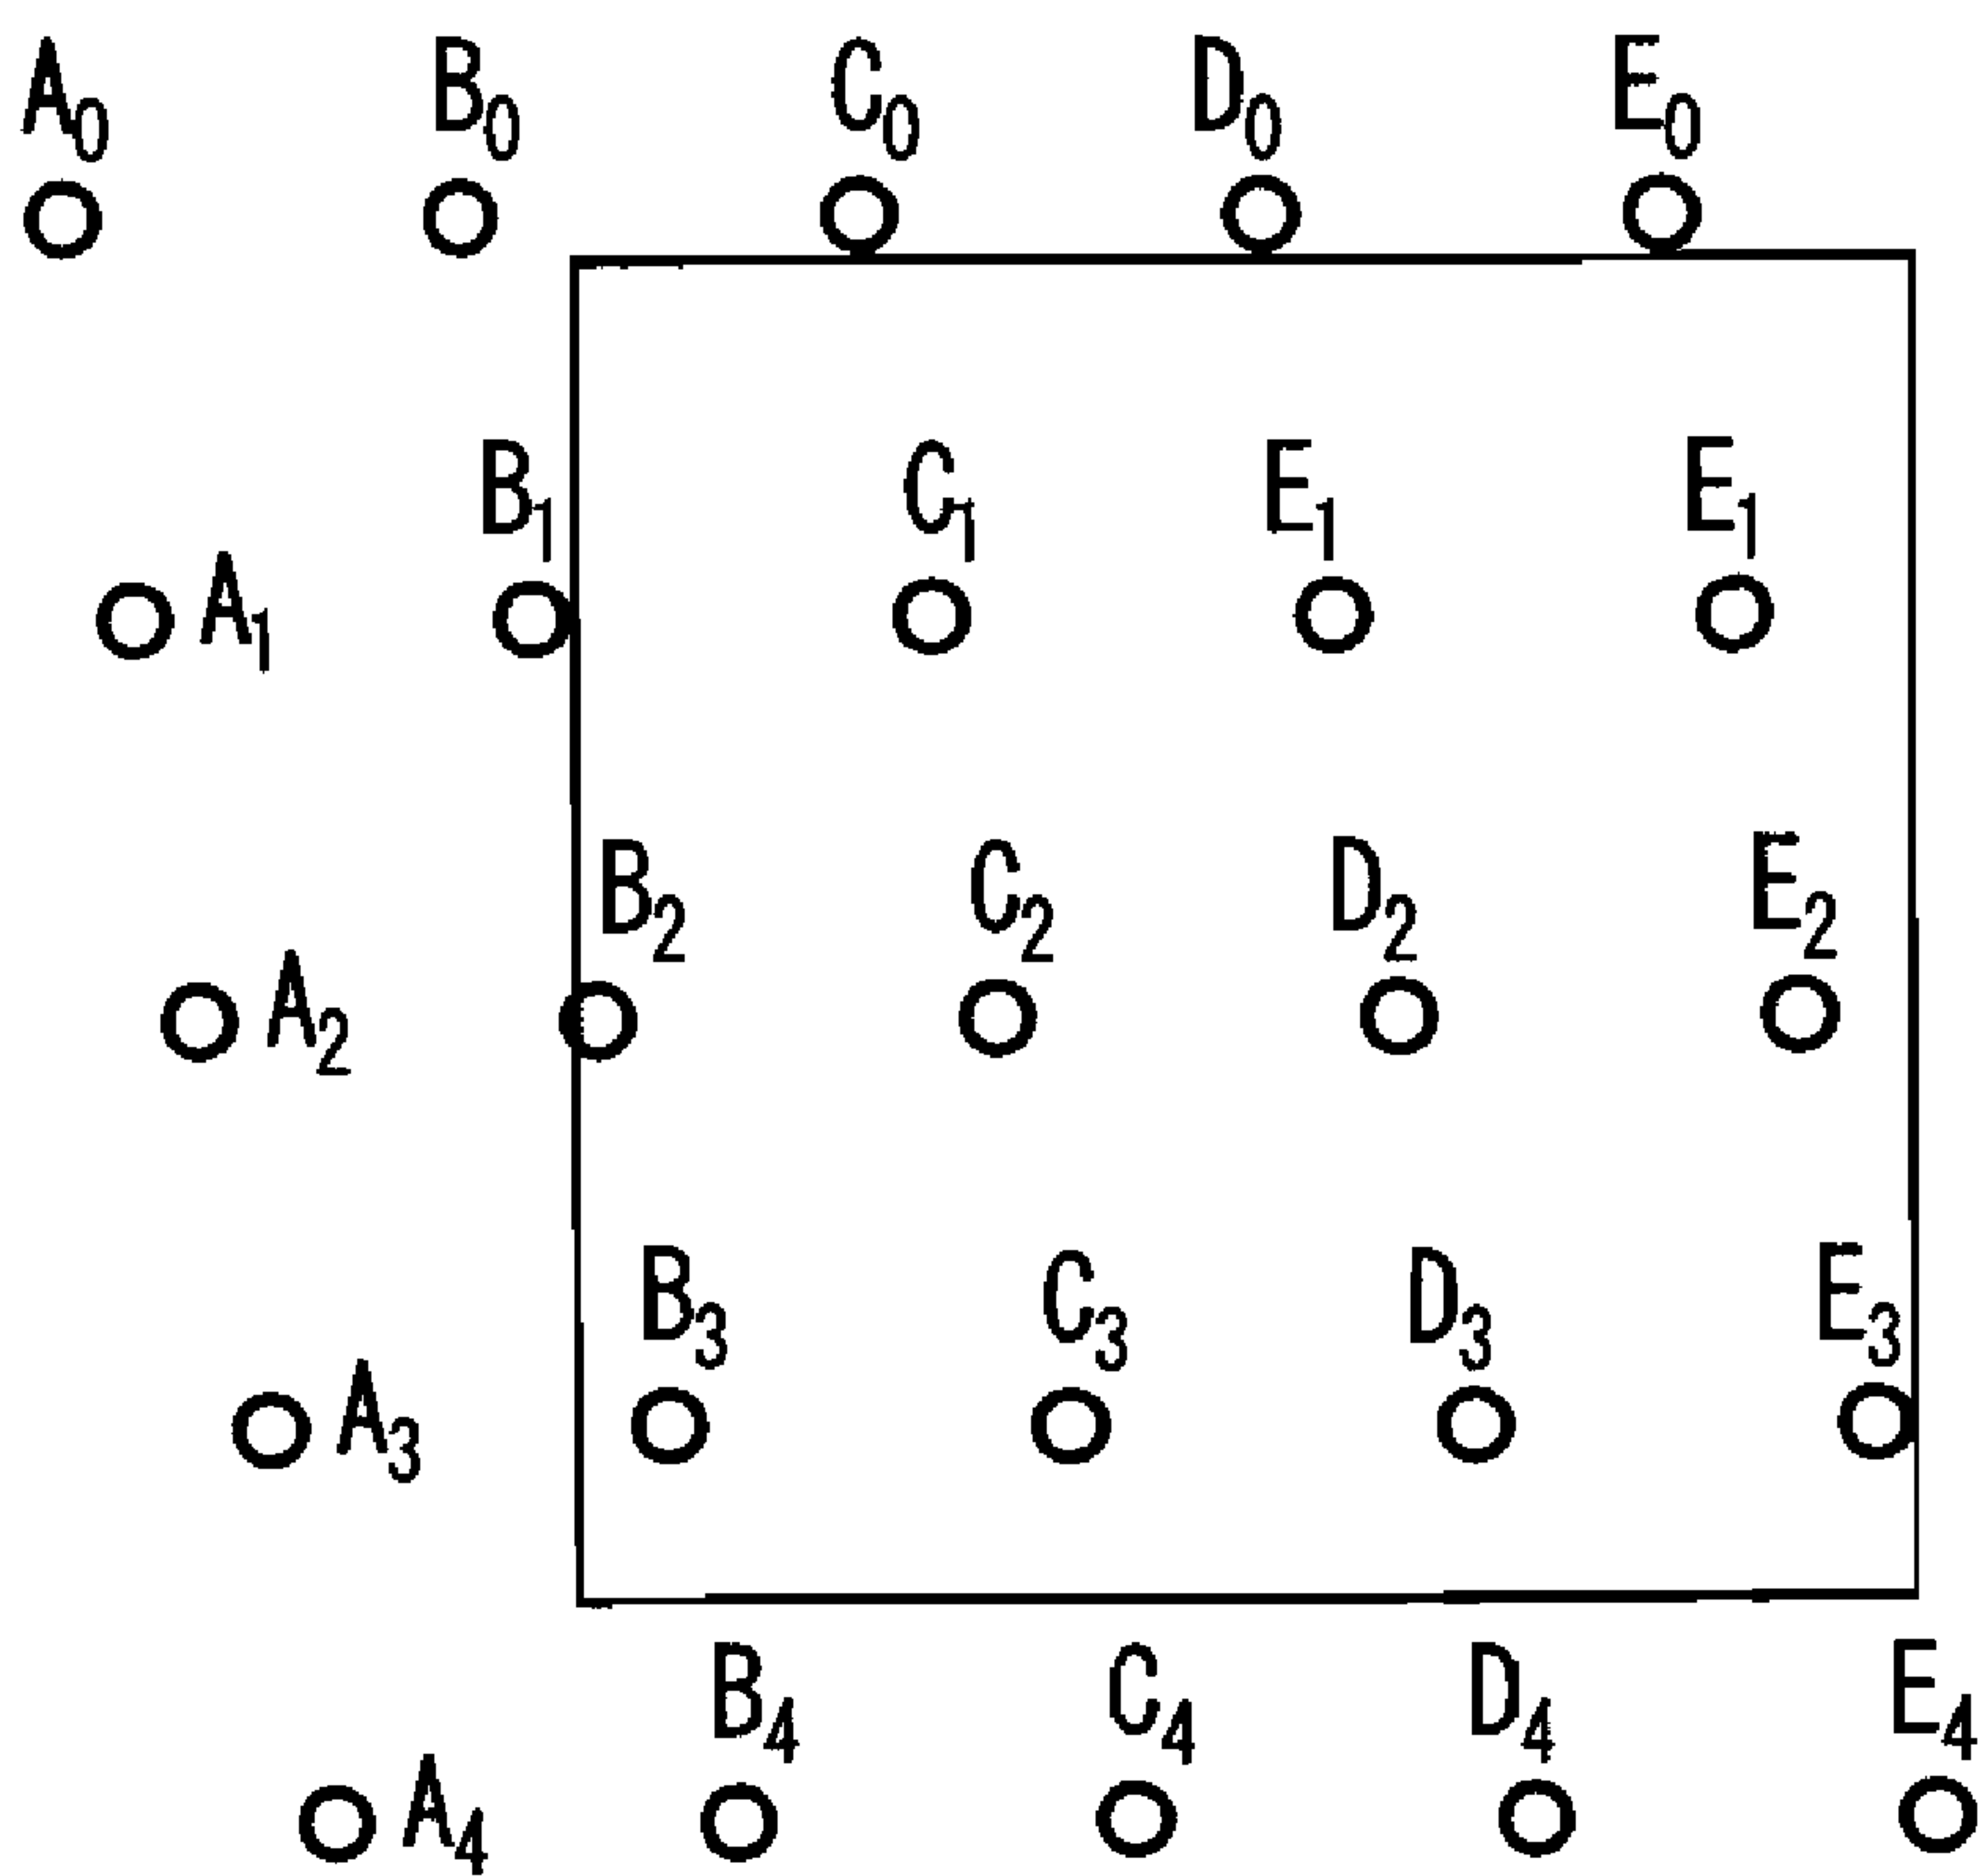 A0 B0 C0 D0 E0
B1 C1 E1 E1
A1
B2 C2 D2 E2
A2
B3 C3 D3 E3
A3
B4 C4 D4 E4
A4